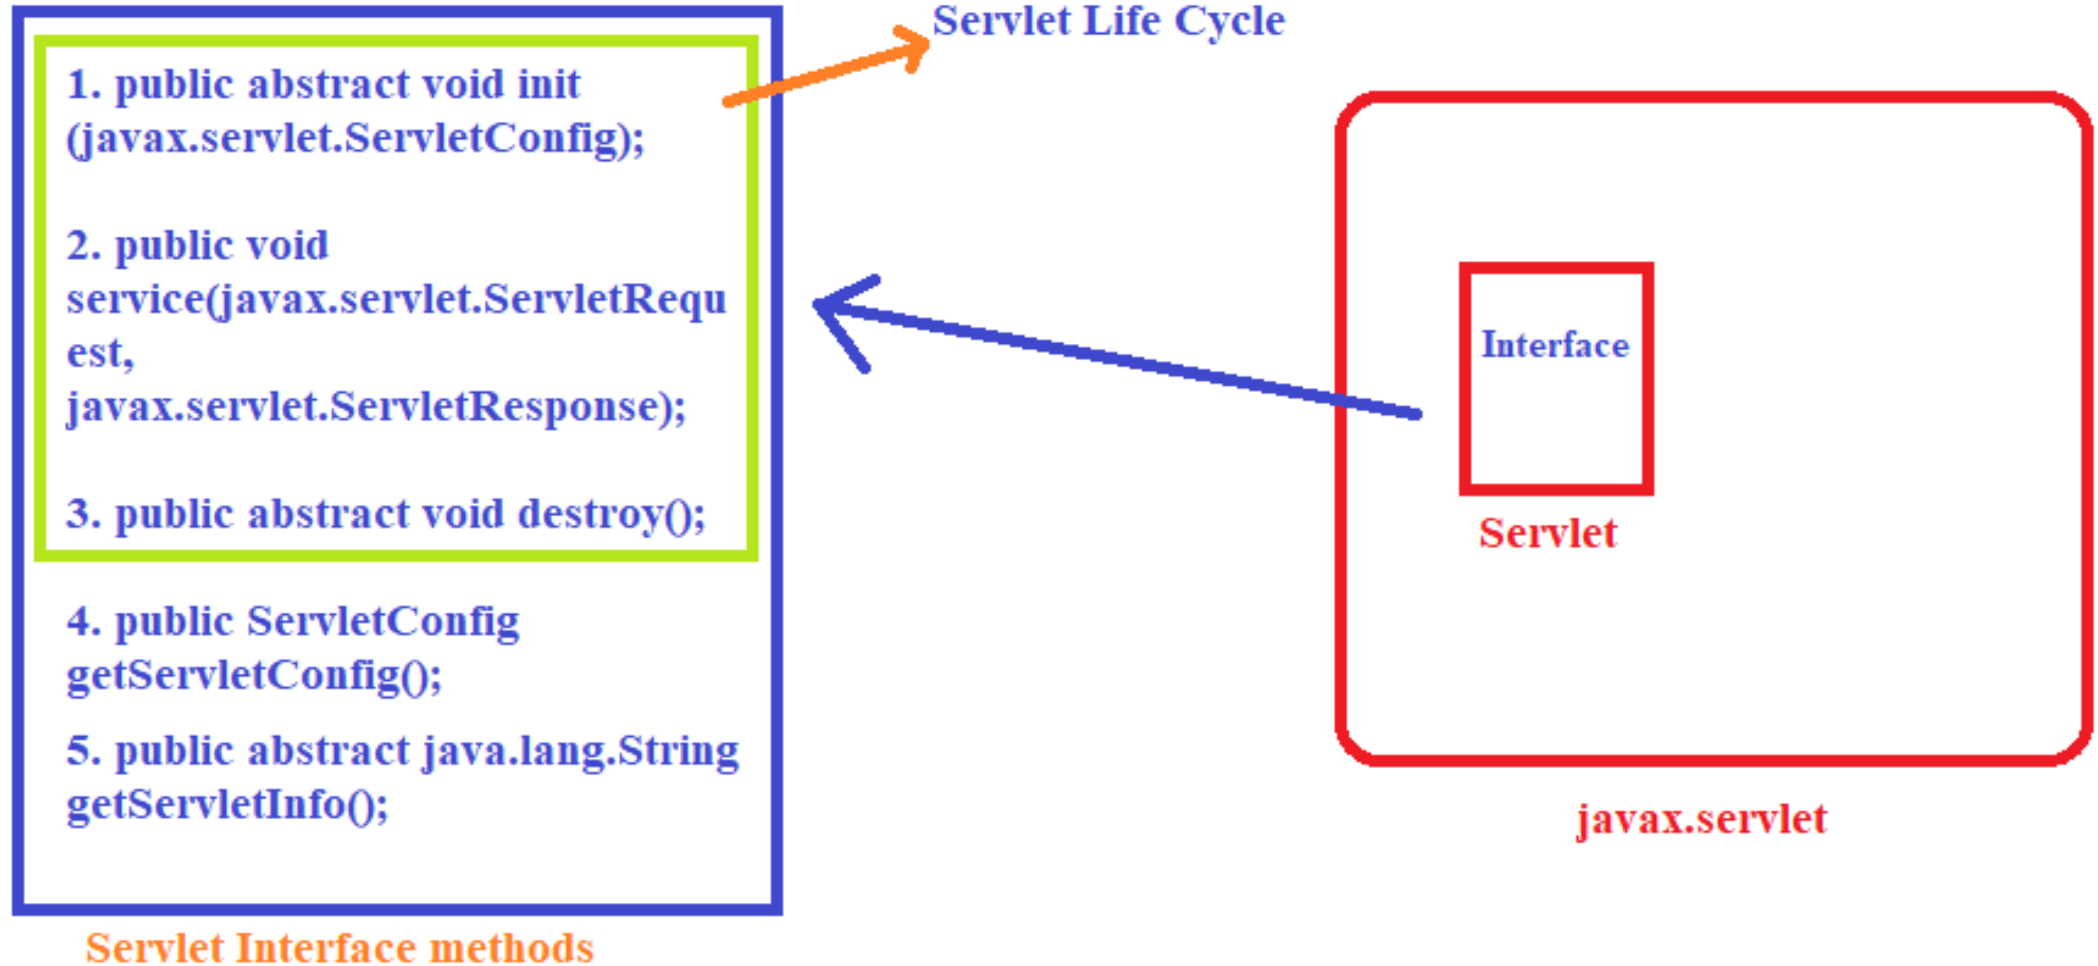 Servlet Life Cycle
1. public abstract void init
(javax.servlet.ServletConfig);
2. public void
service(javax.servlet.ServletRequ
est,
javax.servlet.ServletResponse);
3. public abstract void destroy();
4. public ServletConfig
getServletConfig();
5. public abstract java.lang.String
getServletInfo();
Servlet Interface methods
Interface
Servlet
javax.servlet